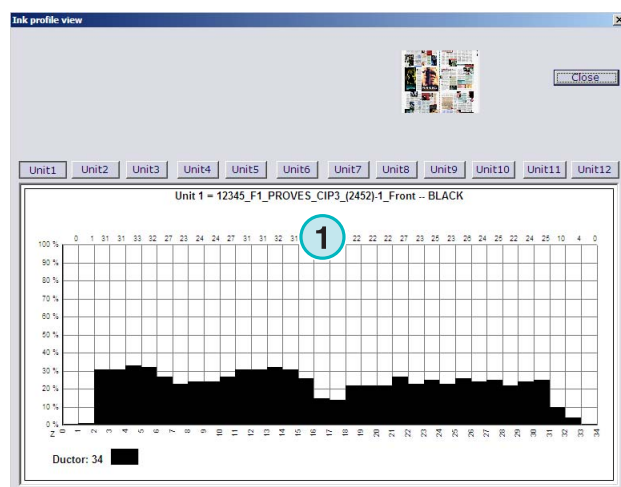 Ink profile view
Close
Unit1 Unit2 Unit3 Unit4 Unit5 Unit6 Unit7 Unit8 Unit9 Unit10 Unit11 Unit12
Unit 1 = 12345_F1_PROVES_CIP3_(2452)-1_Front -- BLACK
1
0 1 31 31 33 32 27 23 24 24 27 31 31 32 31 22 22 22 27 23 25 23 26 24 25 22 24 25 10 4 0
100 %
90 %
80 %
70 %
60 %
50 %
40 %
30 %
20 %
10 %
0 %
Z 0 1 2 3 4 5 6 7 8 9 10 11 12 13 14 15 16 17 18 19 20 21 22 23 24 25 26 27 28 29 30 31 32 33 34
Ductor: 34